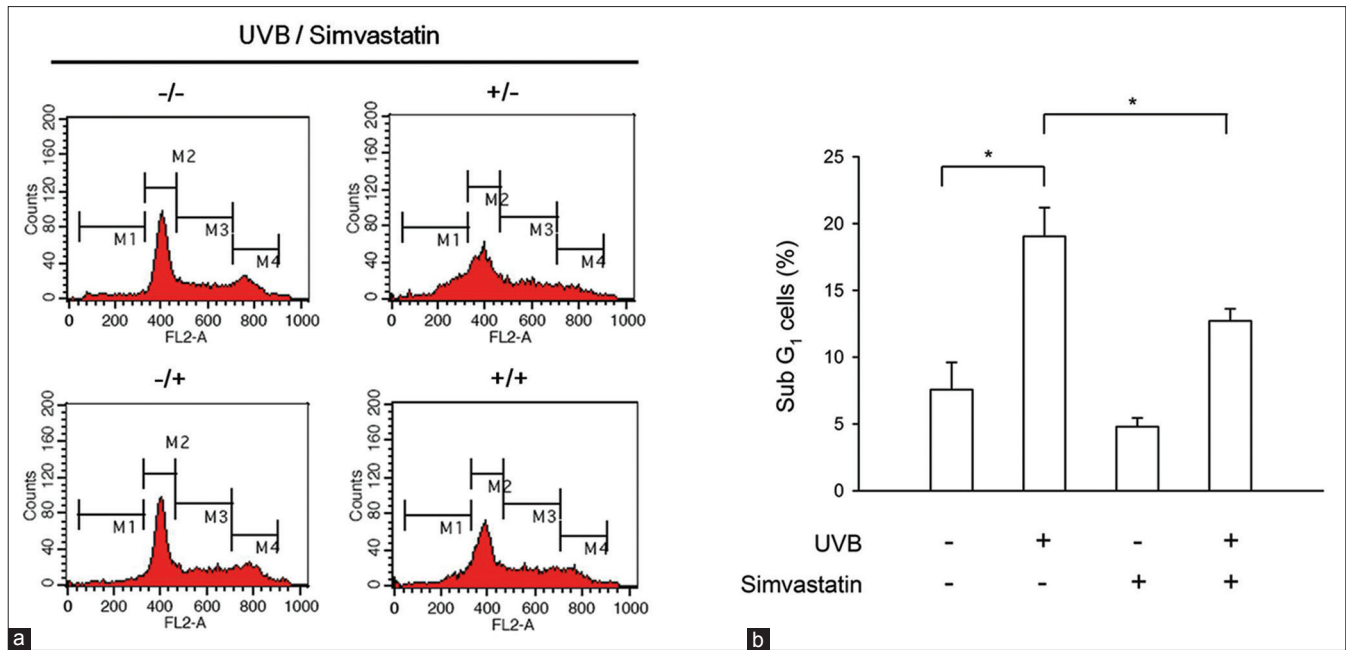 UVB / Simvastatin
-/-
+/-
200
160
120
80
40
0
Counts
M1
M2
M3
M4
0 200 400 600 800 1000
FL2-A
200
160
120
80
40
0
Counts
M1
M2
M3
M4
0 200 400 600 800 1000
FL2-A
-/+
+/+
200
160
120
80
40
0
Counts
M1
M2
M3
M4
0 200 400 600 800 1000
FL2-A
200
160
120
80
40
0
Counts
M1
M2
M3
M4
0 200 400 600 800 1000
FL2-A
a
*
*
25
20
15
10
5
0
Sub G1 cells (%)
UVB - + - +
Simvastatin - - + +
b